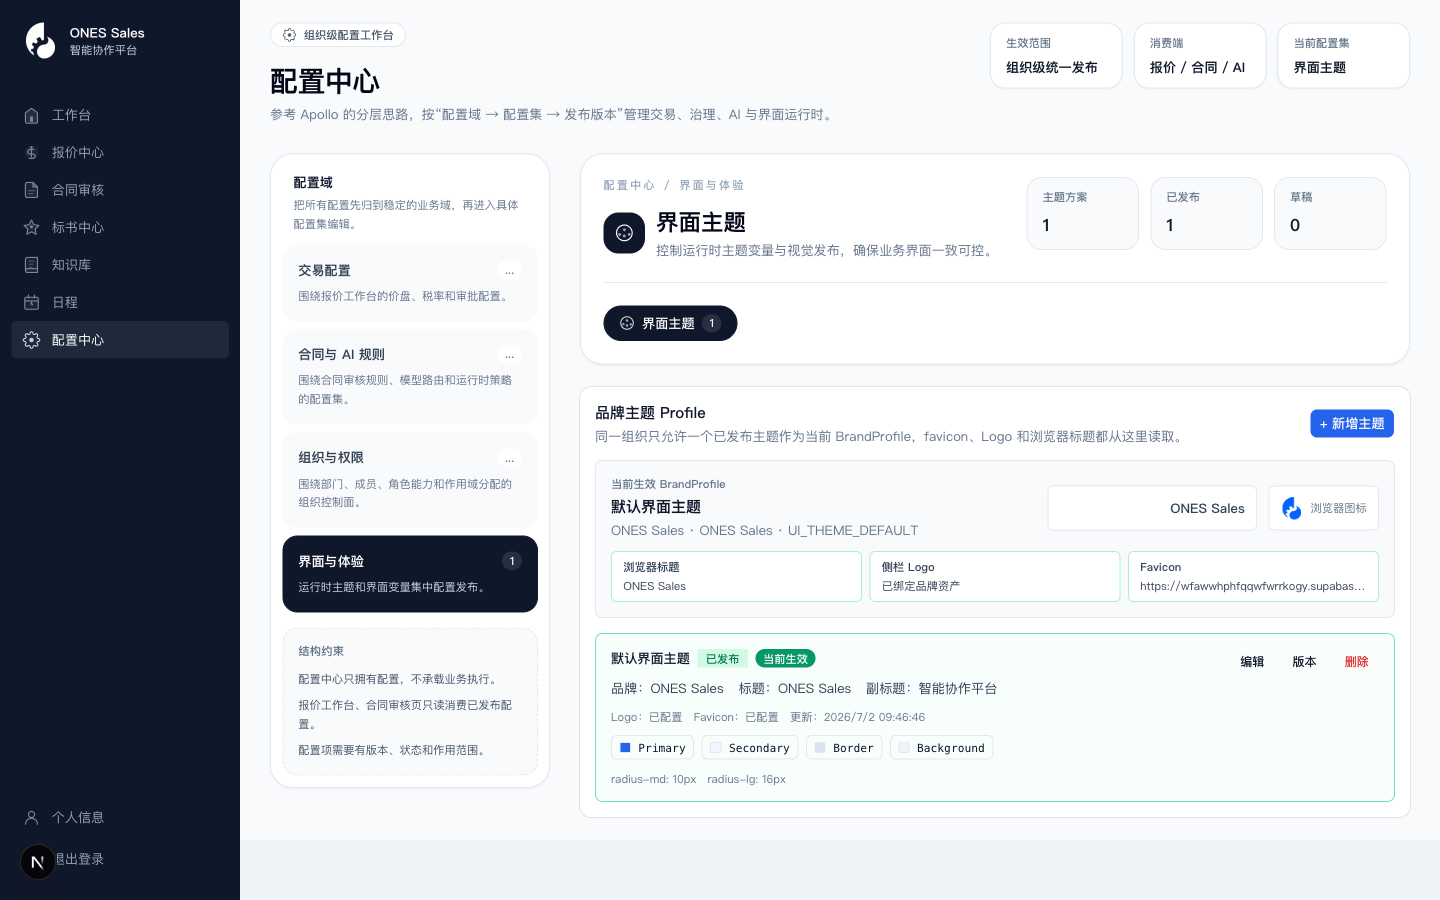 ONES Sales
智能协作平台
工作台
报价中心
合同审核
标书中心
知识库
日程
配置中心
个人信息
退出登录
N
组织级配置工作台
配置中心
参考 Apollo 的分层思路，按“配置域 → 配置集 → 发布版本”管理交易、治理、AI 与界面运行时。
生效范围
组织级统一发布
消费端
报价 / 合同 / AI
当前配置集
界面主题
配置域
把所有配置先归到稳定的业务域，再进入具体
配置集编辑。
交易配置
...
围绕报价工作台的价盘、税率和审批配置。
合同与 AI 规则
...
围绕合同审核规则、模型路由和运行时策略
的配置集。
组织与权限
...
围绕部门、成员、角色能力和作用域分配的
组织控制面。
界面与体验
1
运行时主题和界面变量集中配置发布。
结构约束
配置中心只拥有配置，不承载业务执行。
报价工作台、合同审核页只读消费已发布配
置。
配置项需要有版本、状态和作用范围。
配置中心 / 界面与体验
界面主题
控制运行时主题变量与视觉发布，确保业务界面一致可控。
主题方案
1
已发布
1
草稿
0
界面主题 1
品牌主题 Profile
同一组织只允许一个已发布主题作为当前 BrandProfile，favicon、Logo 和浏览器标题都从这里读取。
+ 新增主题
当前生效 BrandProfile
默认界面主题
ONES Sales · ONES Sales · UI_THEME_DEFAULT
ONES Sales
浏览器图标
浏览器标题
ONES Sales
侧栏 Logo
已绑定品牌资产
Favicon
https://wfawwhphfqqwfwrrkogy.supabas...
默认界面主题 已发布 当前生效
编辑 版本 删除
品牌：ONES Sales 标题：ONES Sales 副标题：智能协作平台
Logo：已配置 Favicon：已配置 更新：2026/7/2 09:46:46
Primary Secondary Border Background
radius-md: 10px radius-lg: 16px